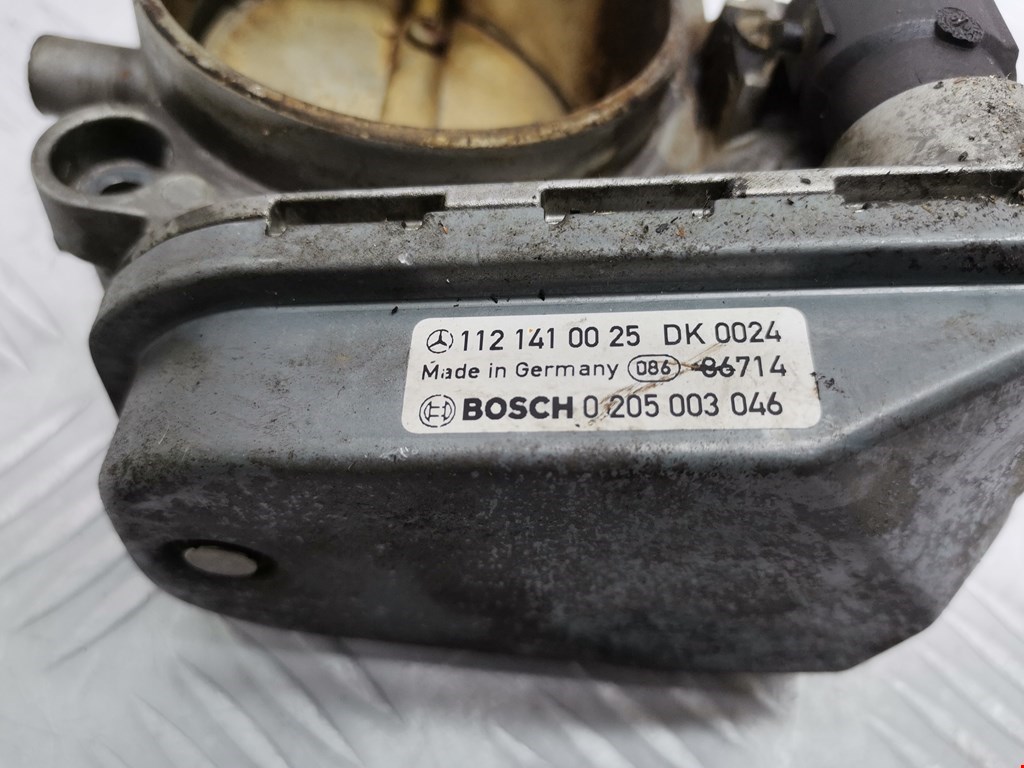 112 141 00 25 DK 0024
Made in Germany 086 86714
BOSCH 0 205 003 046